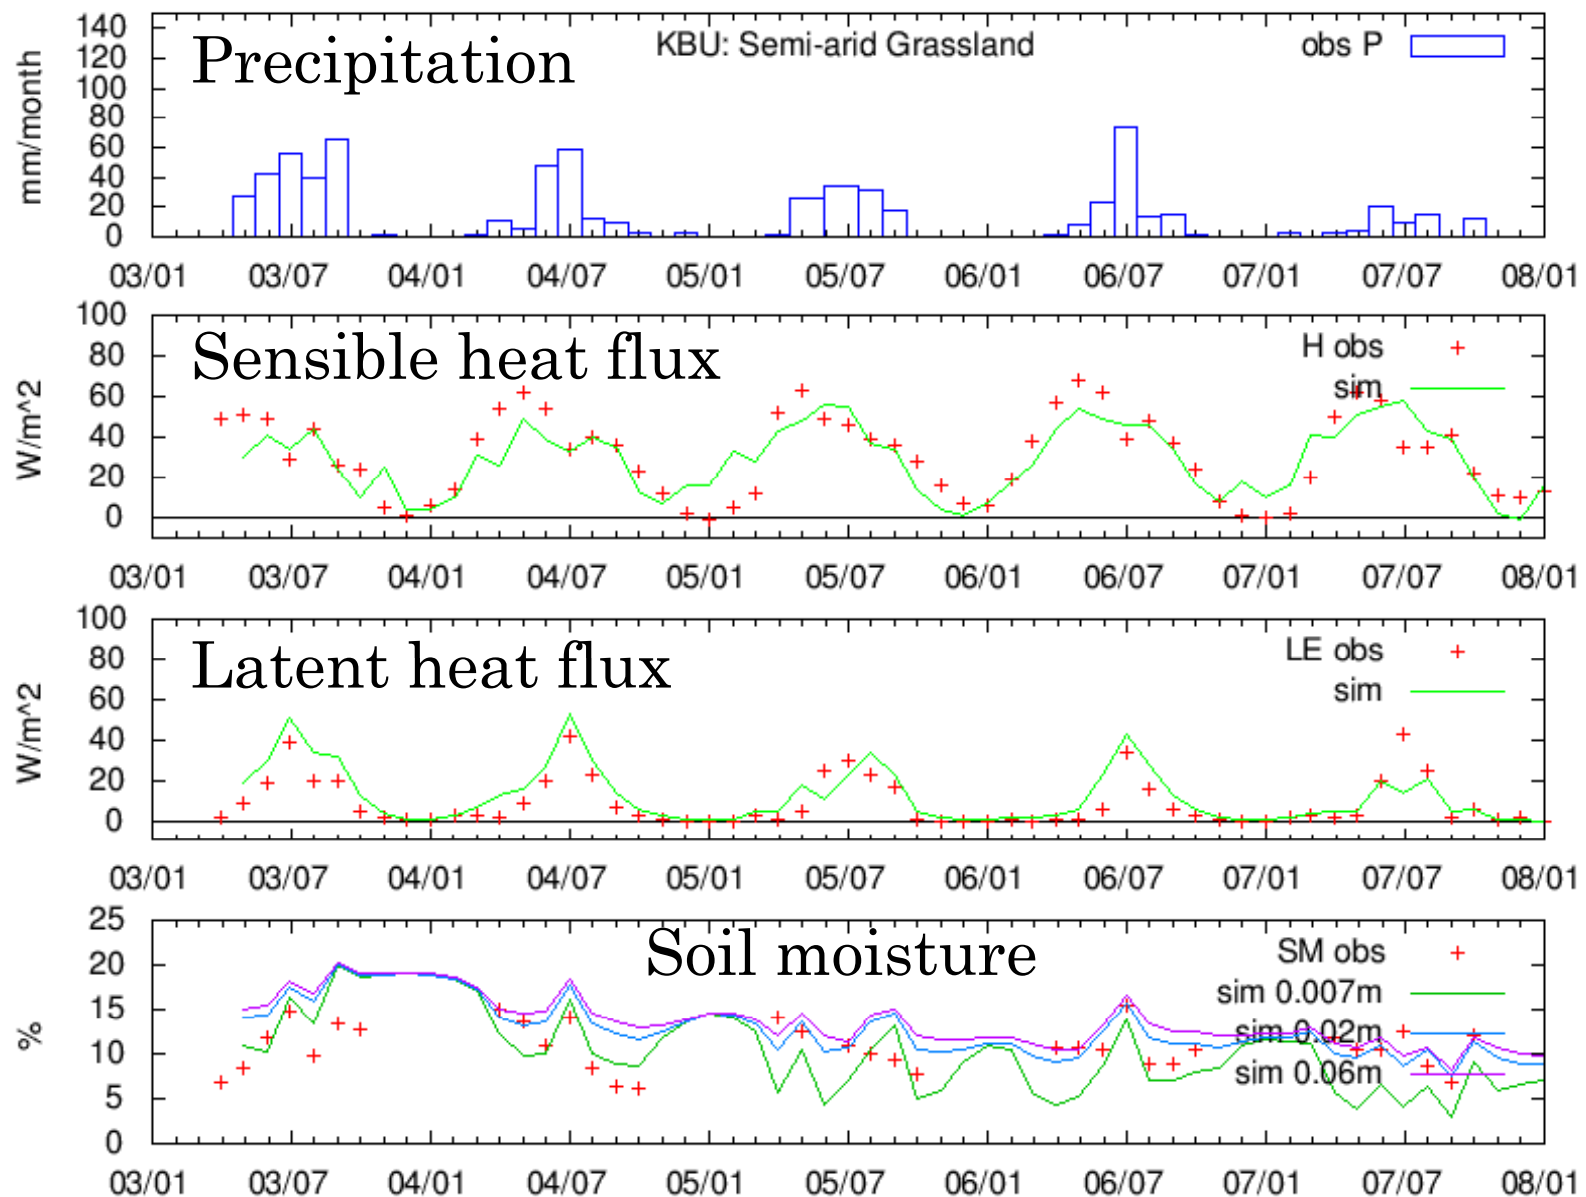 140
120
100
80
60
40
20
0
mm/month
Precipitation
KBU: Semi-arid Grassland
obs P
03/01 03/07 04/01 04/07 05/01 05/07 06/01 06/07 07/01 07/07 08/01
100
80
60
40
20
0
W/m^2
Sensible heat flux
H obs
sim
03/01 03/07 04/01 04/07 05/01 05/07 06/01 06/07 07/01 07/07 08/01
100
80
60
40
20
0
W/m^2
Latent heat flux
LE obs
sim
03/01 03/07 04/01 04/07 05/01 05/07 06/01 06/07 07/01 07/07 08/01
25
20
15
10
5
0
%
Soil moisture
SM obs
sim 0.007m
sim 0.02m
sim 0.06m
03/01 03/07 04/01 04/07 05/01 05/07 06/01 06/07 07/01 07/07 08/01